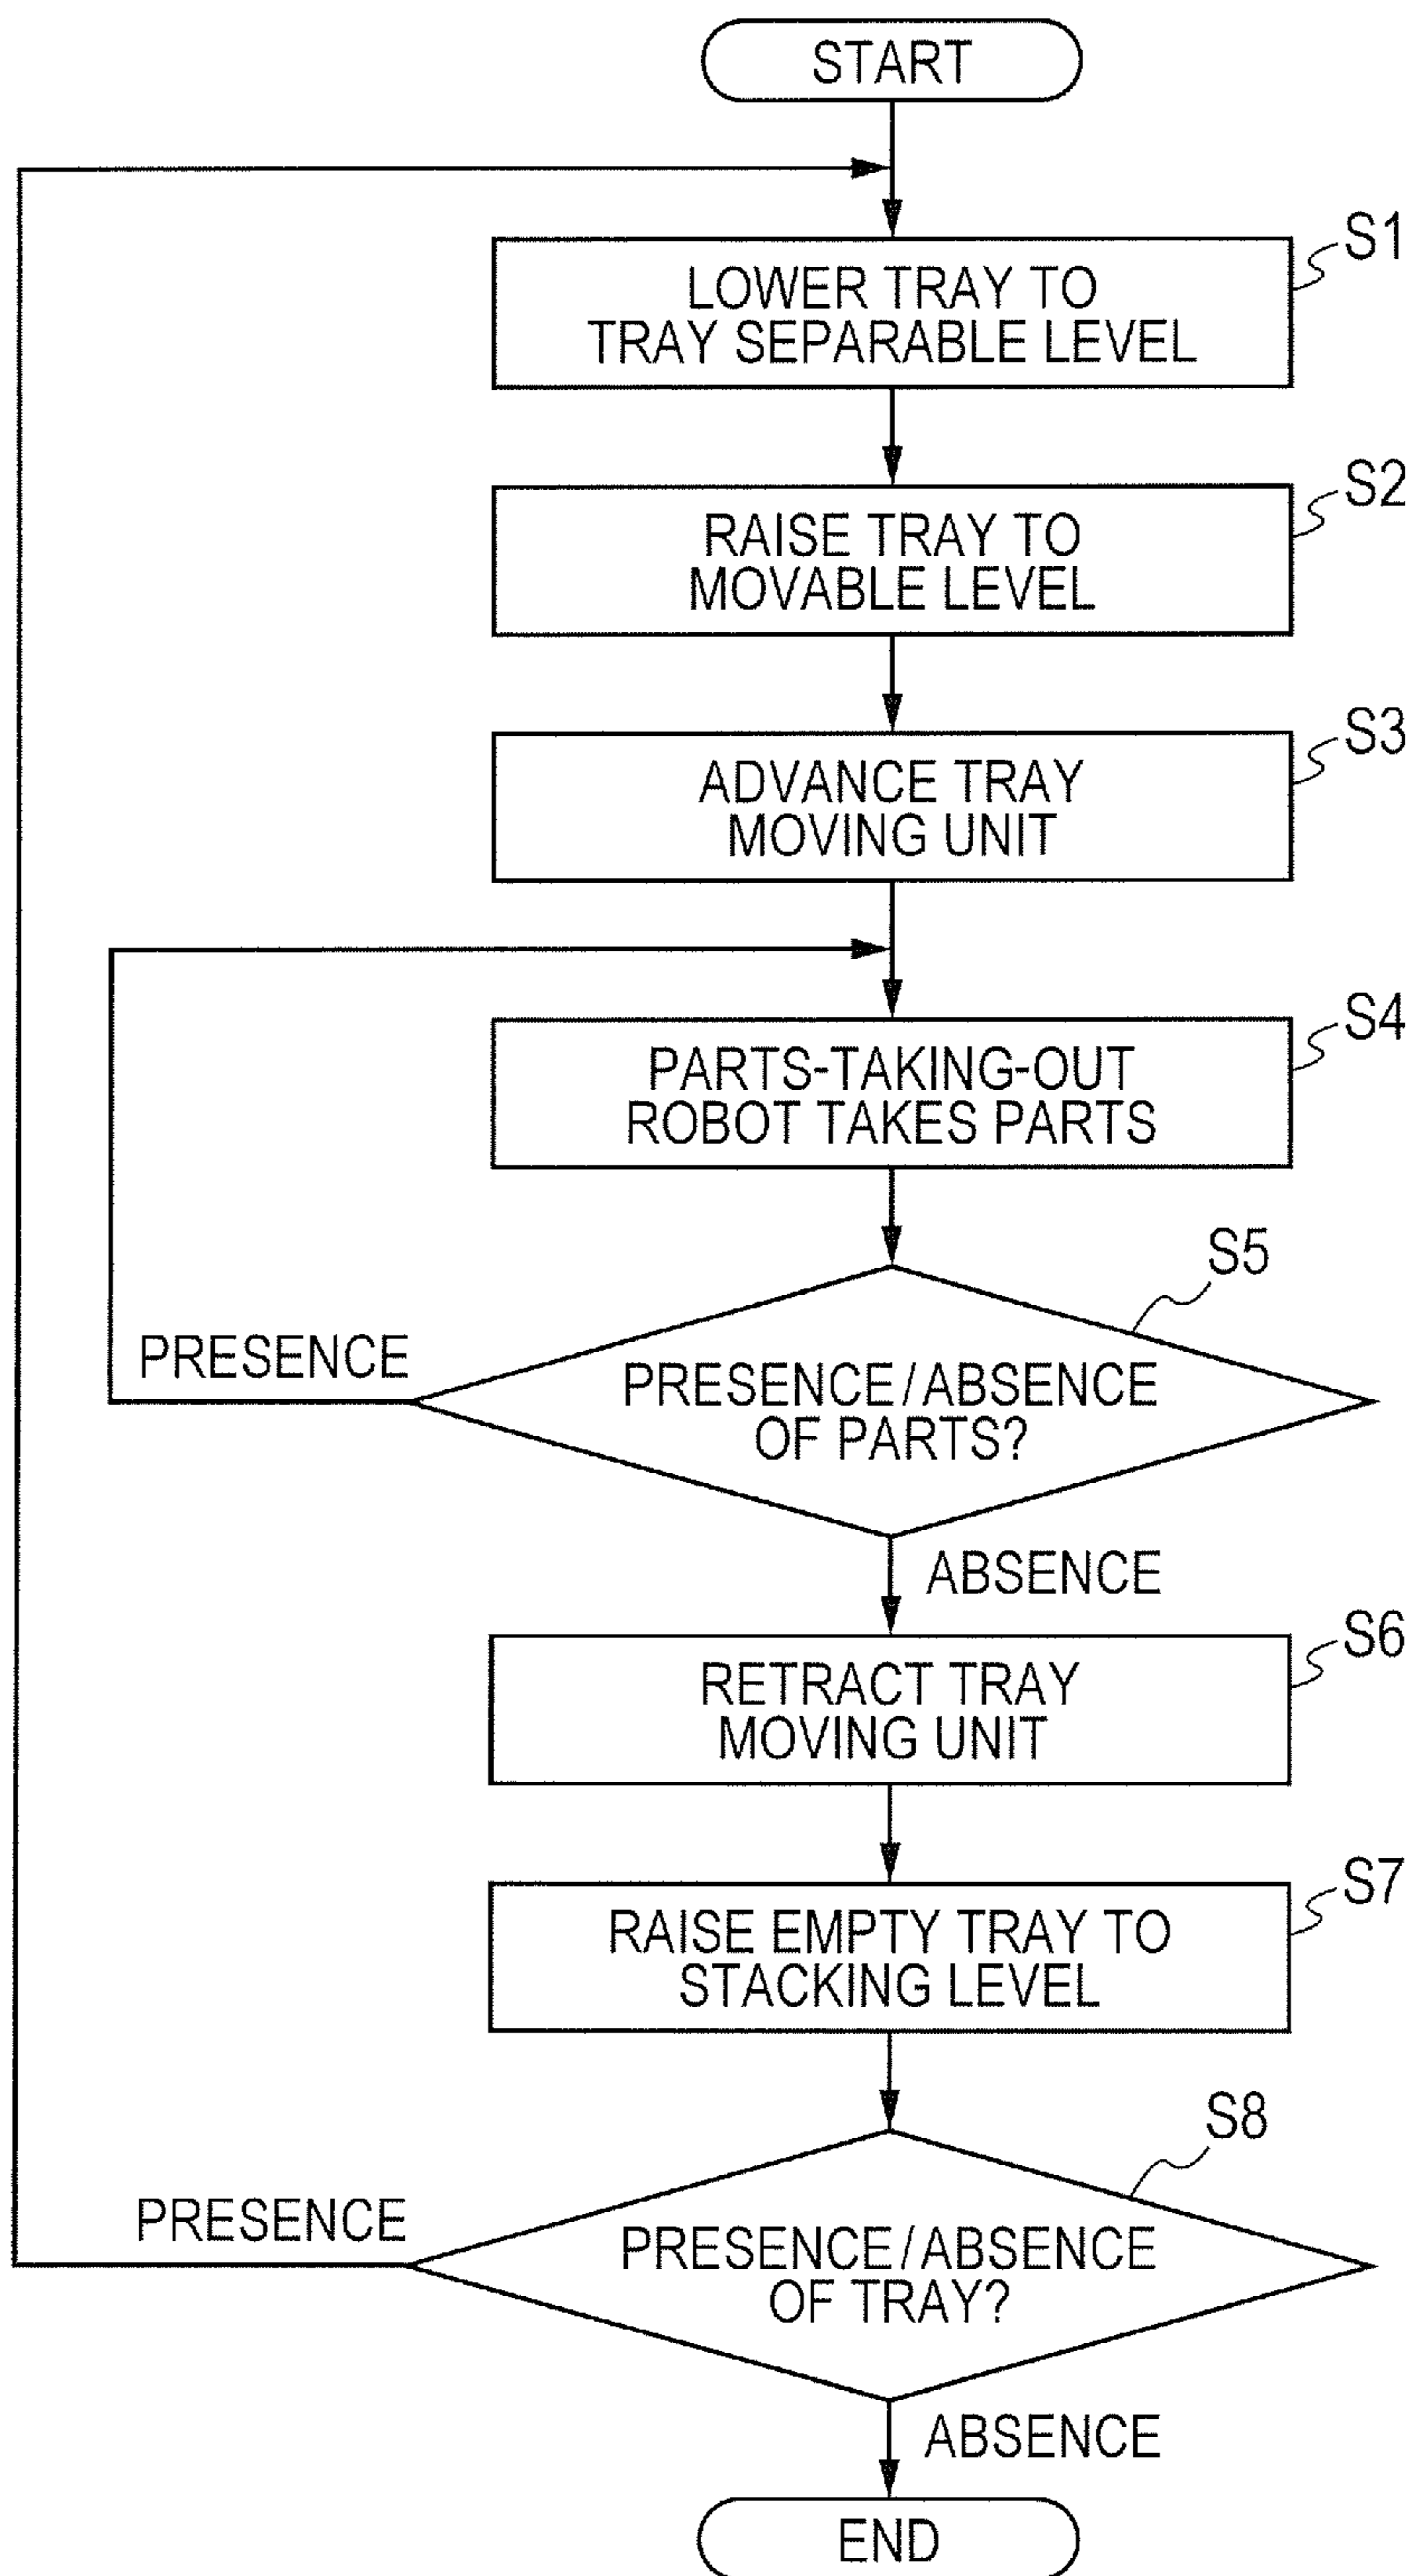 START
S1
LOWER TRAY TO
TRAY SEPARABLE LEVEL
S2
RAISE TRAY TO
MOVABLE LEVEL
S3
ADVANCE TRAY
MOVING UNIT
S4
PARTS-TAKING-OUT
ROBOT TAKES PARTS
S5
PRESENCE
PRESENCE/ABSENCE
OF PARTS?
ABSENCE
S6
RETRACT TRAY
MOVING UNIT
S7
RAISE EMPTY TRAY TO
STACKING LEVEL
S8
PRESENCE
PRESENCE/ABSENCE
OF TRAY?
ABSENCE
END